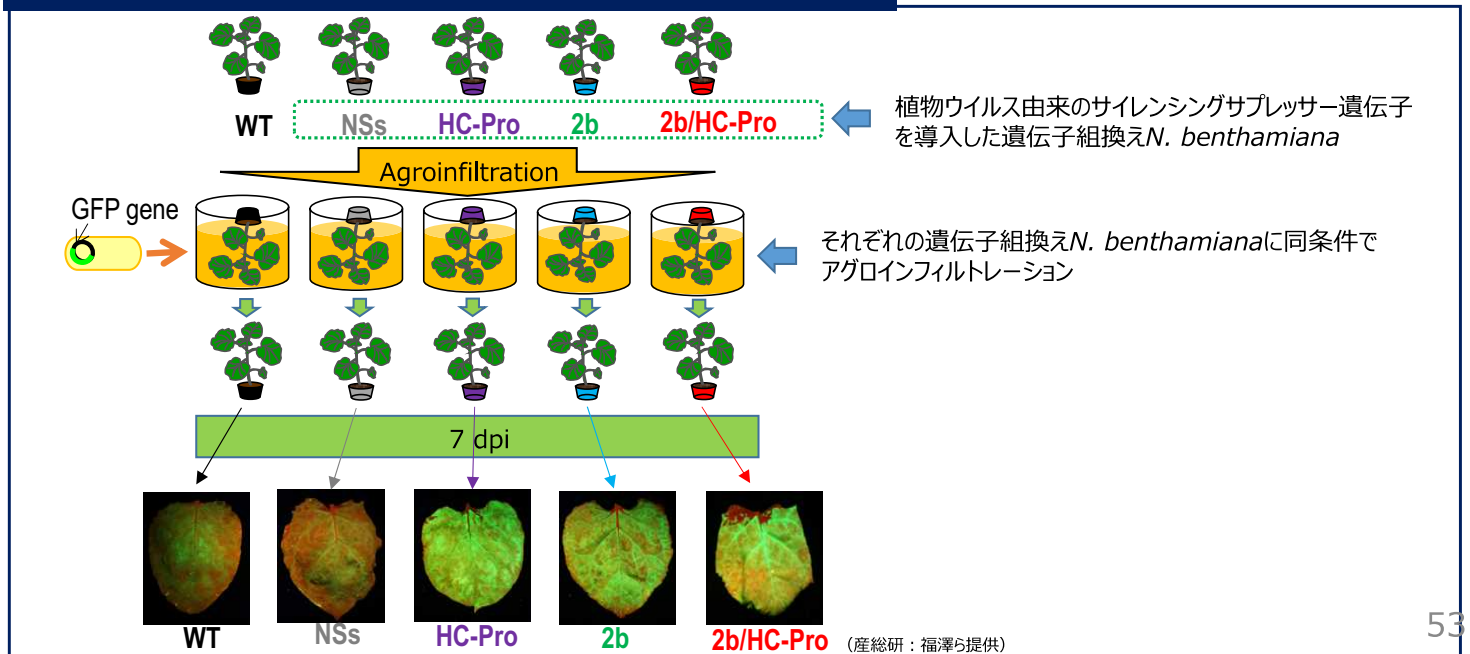 WT NSs HC-Pro 2b 2b/HC-Pro
植物ウイルス由来のサイレンシングサプレッサー遺伝子
を導入した遺伝子組換えN. benthamiana
Agroinfiltration
GFP gene
それぞれの遺伝子組換えN. benthamianaに同条件で
アグロインフィルトレーション
7 dpi
WT NSs HC-Pro 2b 2b/HC-Pro
(産総研:福澤ら提供)
53